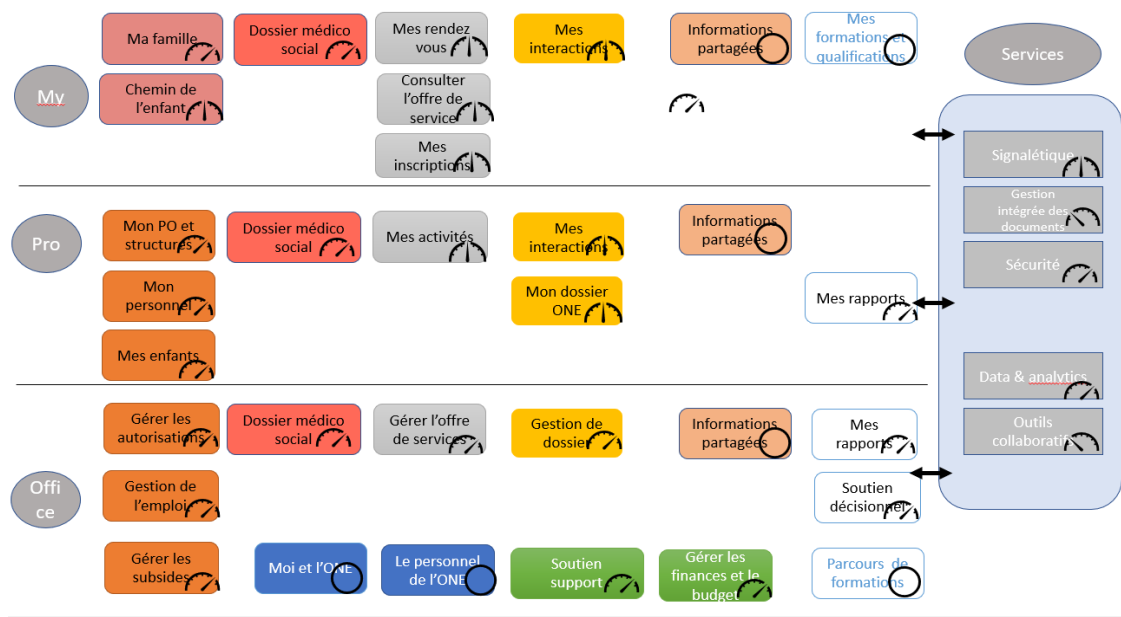 Ma famille
Dossier médico
social
Mes rendez
vous
Mes
interactions
Informations
partagées
Mes
formations et
qualifications
Services
My
Chemin de
l'enfant
Consulter
l'offre de
service
Mes
inscriptions
Signalétique
Gestion
intégrée des
documents
Sécurité
Pro
Mon PO et
structures
Dossier médico
social
Mes activités
Mes
interactions
Informations
partagées
Mon
personnel
Mon dossier
ONE
Mes rapports
Mes enfants
Data & analytics
Outils
collaboratifs
Gérer les
autorisations
Dossier médico
social
Gérer l'offre
de services
Gestion de
dossier
Informations
partagées
Mes
rapports
Offi
ce
Gestion de
l'emploi
Soutien
décisionnel
Gérer les
subsides
Moi et l'ONE
Le personnel
de l'ONE
Soutien
support
Gérer les
finances et le
budget
Parcours de
formations